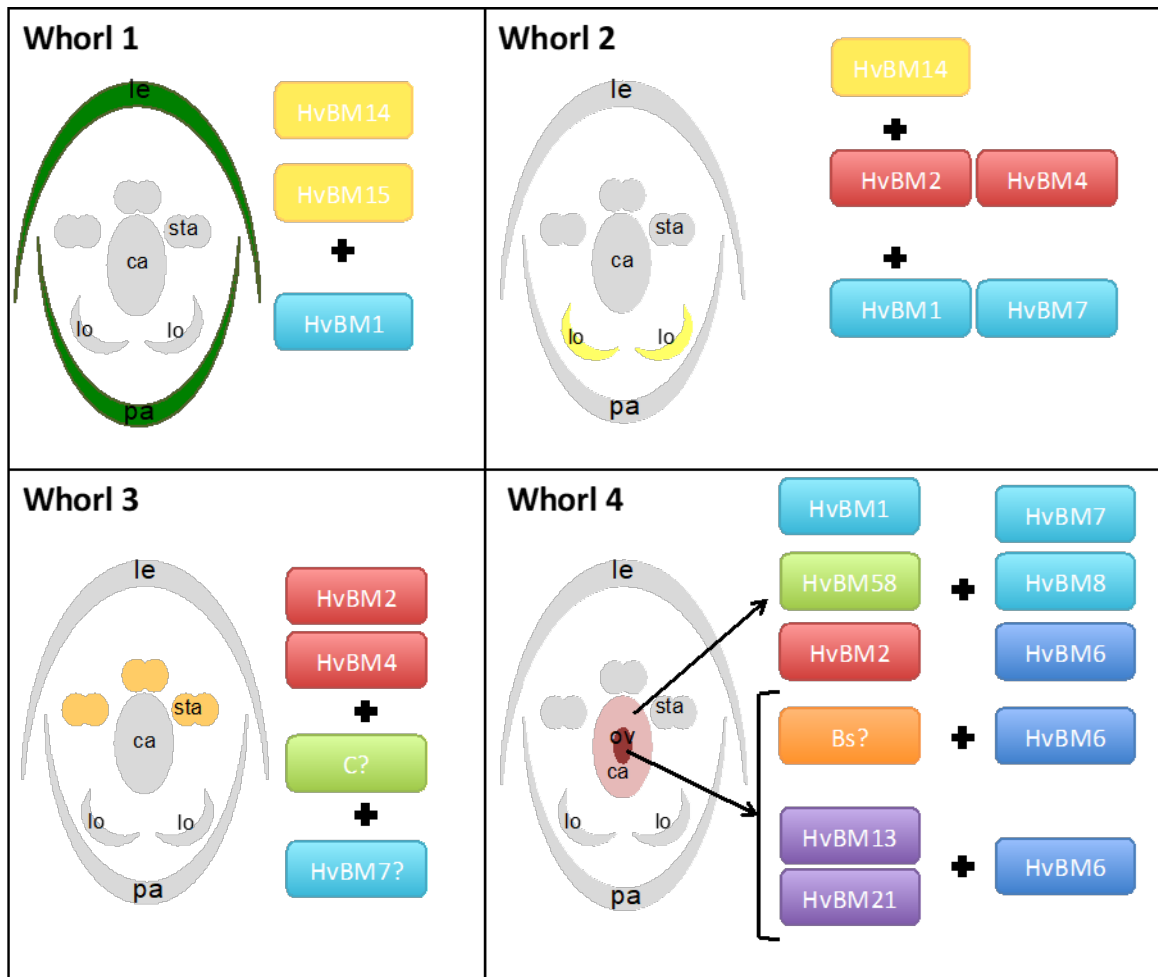 Whorl 1
le
sta
ca
lo
lo
pa
HvBM14
HvBM15
+
HvBM1
Whorl 2
le
sta
ca
lo
lo
pa
HvBM14
+
HvBM2 HvBM4
+
HvBM1 HvBM7
Whorl 3
le
sta
ca
lo
lo
pa
HvBM2
HvBM4
+
C?
+
HvBM7?
Whorl 4
le
sta
ov
ca
lo
lo
pa
HvBM1 HvBM7
HvBM58 + HvBM8
HvBM2 HvBM6
Bs? + HvBM6
HvBM13
+ HvBM6
HvBM21